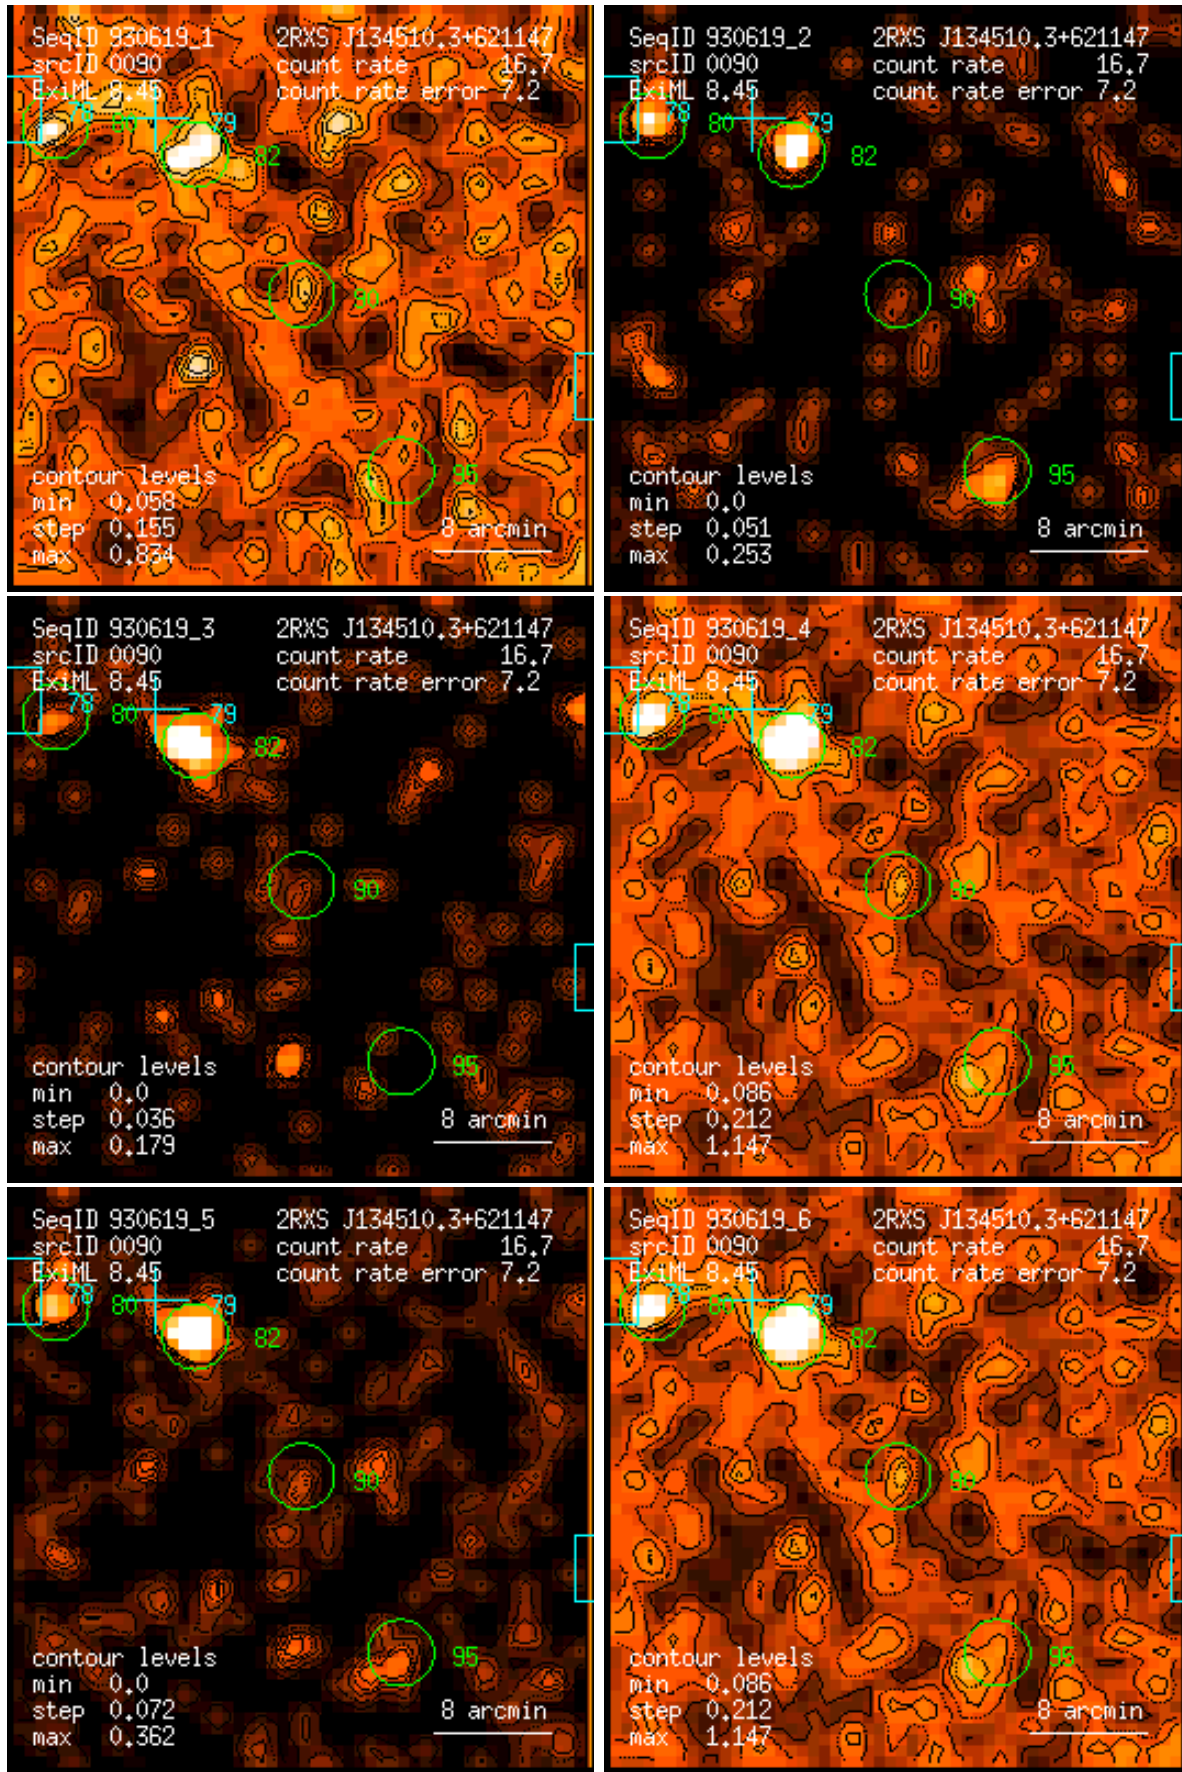 SeqID 930619_1 2RXS J134510.3+621147
srcID 0090 count rate 16.7
ExiML 8.45 count rate error 7.2
78 80 79
82
90
95
contour levels
min 0.058
step 0.155 8 arcmin
max 0.834
SeqID 930619_2 2RXS J134510.3+621147
srcID 0090 count rate 16.7
ExiML 8.45 count rate error 7.2
78 80 79
82
90
95
contour levels
min 0.0
step 0.051 8 arcmin
max 0.253
SeqID 930619_3 2RXS J134510.3+621147
srcID 0090 count rate 16.7
ExiML 8.45 count rate error 7.2
78 80 79
82
90
95
contour levels
min 0.0
step 0.036 8 arcmin
max 0.179
SeqID 930619_4 2RXS J134510.3+621147
srcID 0090 count rate 16.7
ExiML 8.45 count rate error 7.2
78 80 79
82
90
95
contour levels
min 0.086
step 0.212 8 arcmin
max 1.147
SeqID 930619_5 2RXS J134510.3+621147
srcID 0090 count rate 16.7
ExiML 8.45 count rate error 7.2
78 80 79
82
90
95
contour levels
min 0.0
step 0.072 8 arcmin
max 0.362
SeqID 930619_6 2RXS J134510.3+621147
srcID 0090 count rate 16.7
ExiML 8.45 count rate error 7.2
78 80 79
82
90
95
contour levels
min 0.086
step 0.212 8 arcmin
max 1.147